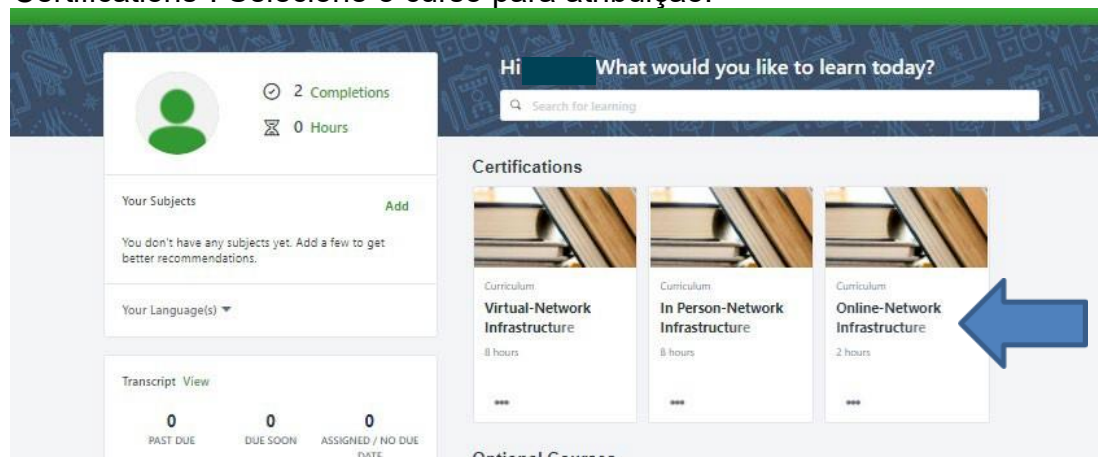 Certifications". Selecione o curso para atribuição.
Hi What would you like to learn today?
2 Completions
0 Hours
Search for learning
Certifications
Your Subjects
Add
You don't have any subjects yet. Add a few to get
better recommendations.
Your Language(s)
Curriculum
Virtual-Network
Infrastructure
8 hours
Curriculum
In Person-Network
Infrastructure
8 hours
Curriculum
Online-Network
Infrastructure
2 hours
Transcript View
0
PAST DUE
0
DUE SOON
0
ASSIGNED / NO DUE
DATE
Optional Courses